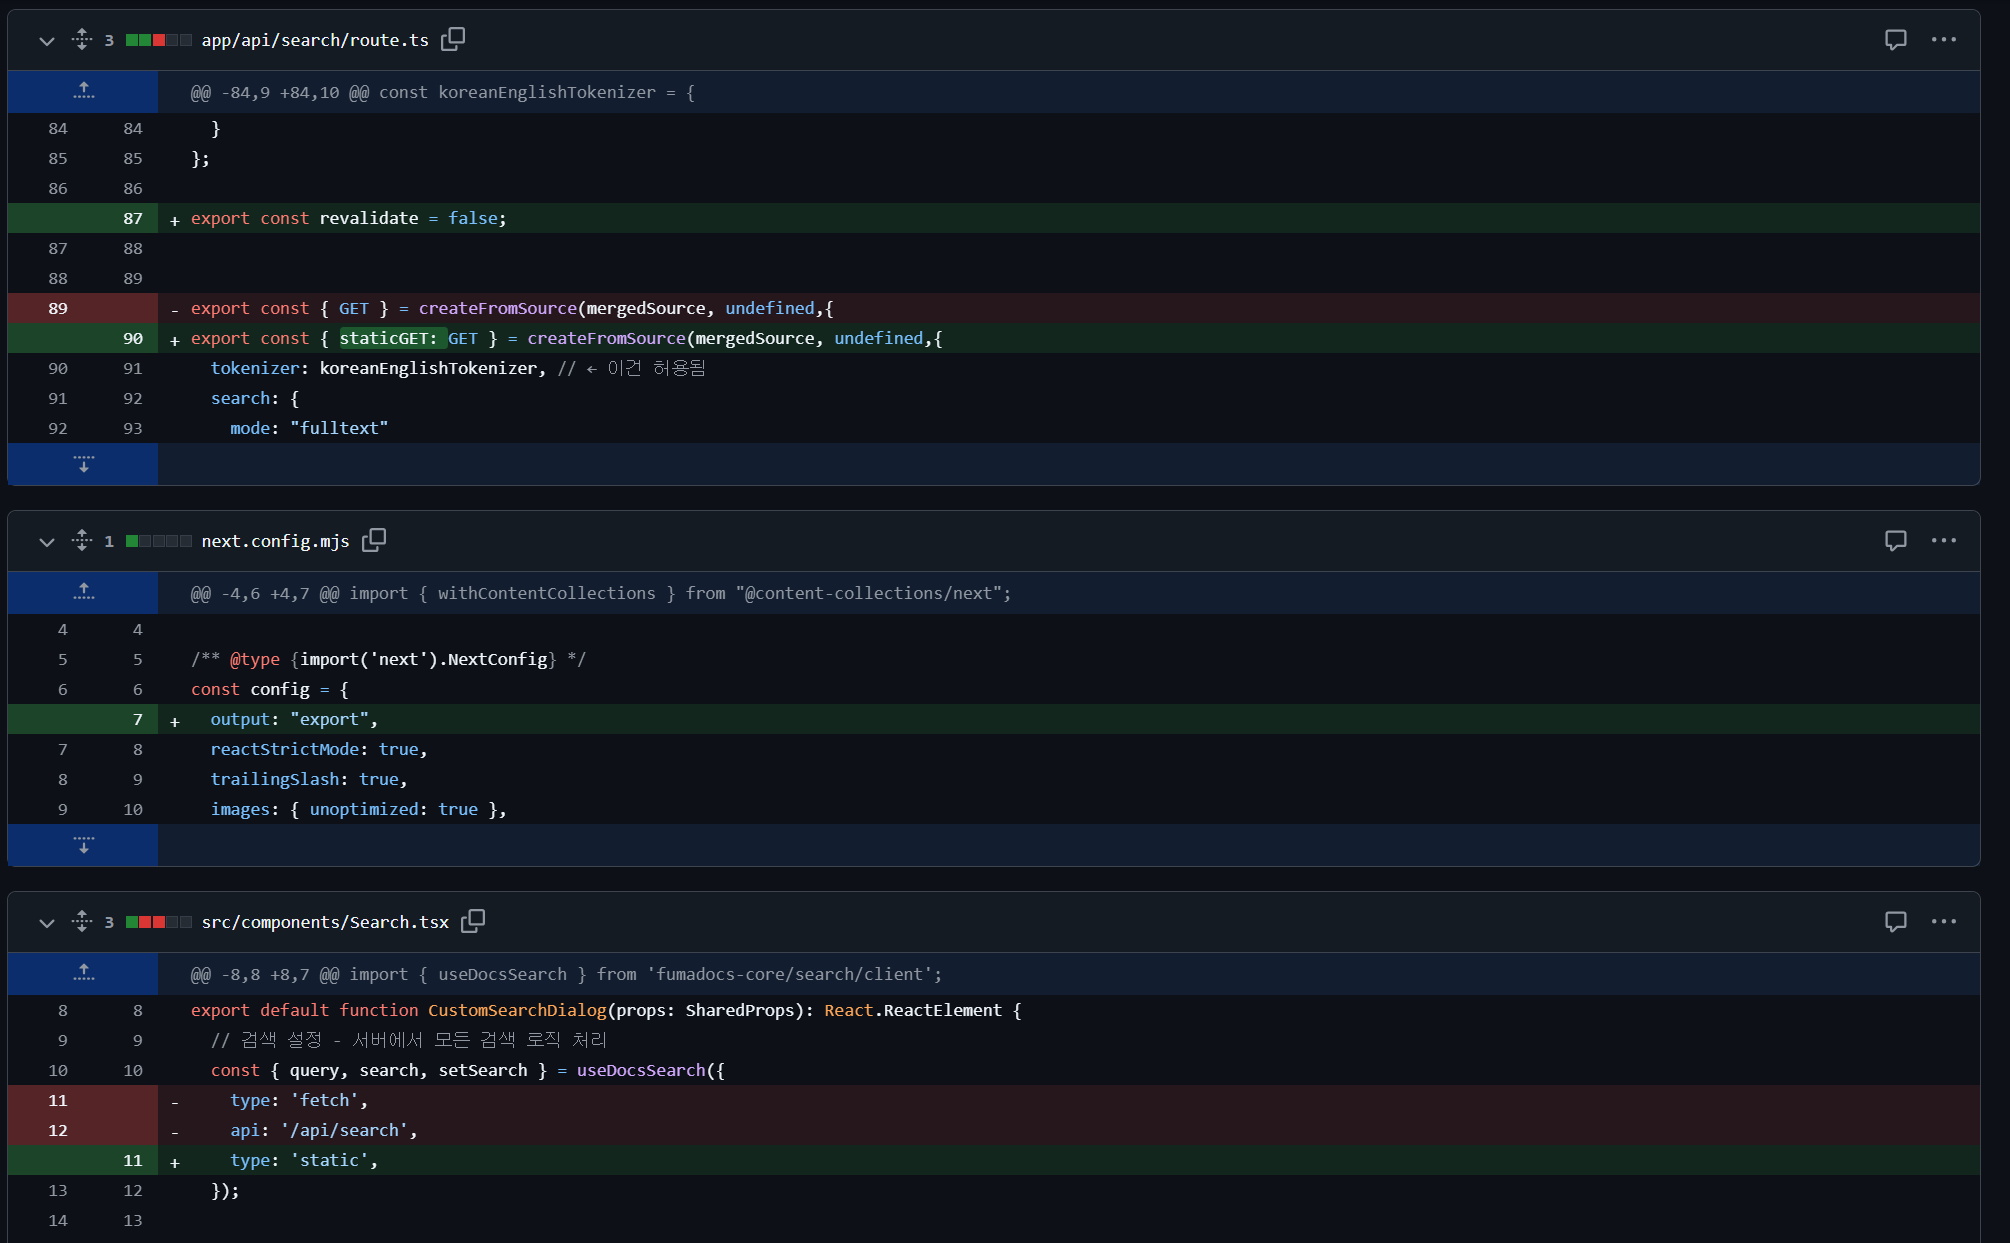 3 app/api/search/route.ts
@@ -84,9 +84,10 @@ const koreanEnglishTokenizer = {
84 84 }
85 85 };
86 86
87 + export const revalidate = false;
87 88
88 89
89 - export const { GET } = createFromSource(mergedSource, undefined,{
90 + export const { staticGET: GET } = createFromSource(mergedSource, undefined,{
90 91 tokenizer: koreanEnglishTokenizer, // ← 이건 허용됨
91 92 search: {
92 93 mode: "fulltext"
1 next.config.mjs
@@ -4,6 +4,7 @@ import { withContentCollections } from "@content-collections/next";
4 4
5 5 /** @type {import('next').NextConfig} */
6 6 const config = {
7 + output: "export",
7 8 reactStrictMode: true,
8 9 trailingSlash: true,
9 10 images: { unoptimized: true },
3 src/components/Search.tsx
@@ -8,8 +8,7 @@ import { useDocsSearch } from 'fumadocs-core/search/client';
8 8 export default function CustomSearchDialog(props: SharedProps): React.ReactElement {
9 9 // 검색 설정 - 서버에서 모든 검색 로직 처리
10 10 const { query, search, setSearch } = useDocsSearch({
11 - type: 'fetch',
12 - api: '/api/search',
11 + type: 'static',
13 12 });
14 13